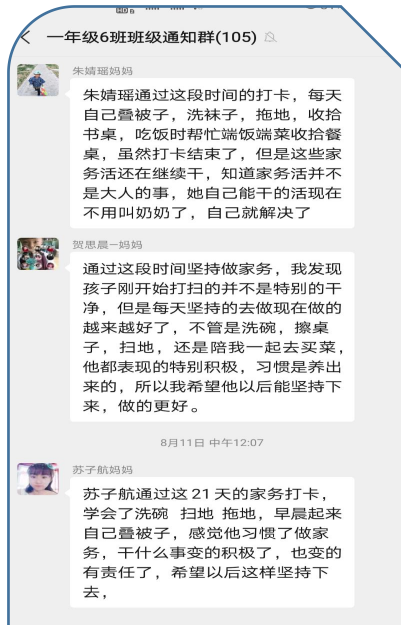 一年级6班班级通知群(105)
朱婧瑶妈妈
朱婧瑶通过这段时间的打卡，每天
自己叠被子，洗袜子，拖地，收拾
书桌，吃饭时帮忙端饭端菜收拾餐
桌，虽然打卡结束了，但是这些家
务活还在继续干，知道家务活并不
是大人的事，她自己能干的活现在
不用叫奶奶了，自己就解决了
贺思晨—妈妈
通过这段时间坚持做家务，我发现
孩子刚开始打扫的并不是特别的干
净，但是每天坚持的去做现在做的
越来越好了，不管是洗碗，擦桌
子，扫地，还是陪我一起去买菜，
他都表现的特别积极，习惯是养出
来的，所以我希望他以后能坚持下
来，做的更好。
8月11日 中午12:07
苏子航妈妈
苏子航通过这 21 天的家务打卡，
学会了洗碗 扫地 拖地，早晨起来
自己叠被子，感觉他习惯了做家
务，干什么事变的积极了，也变的
有责任了，希望以后这样坚持下
去，